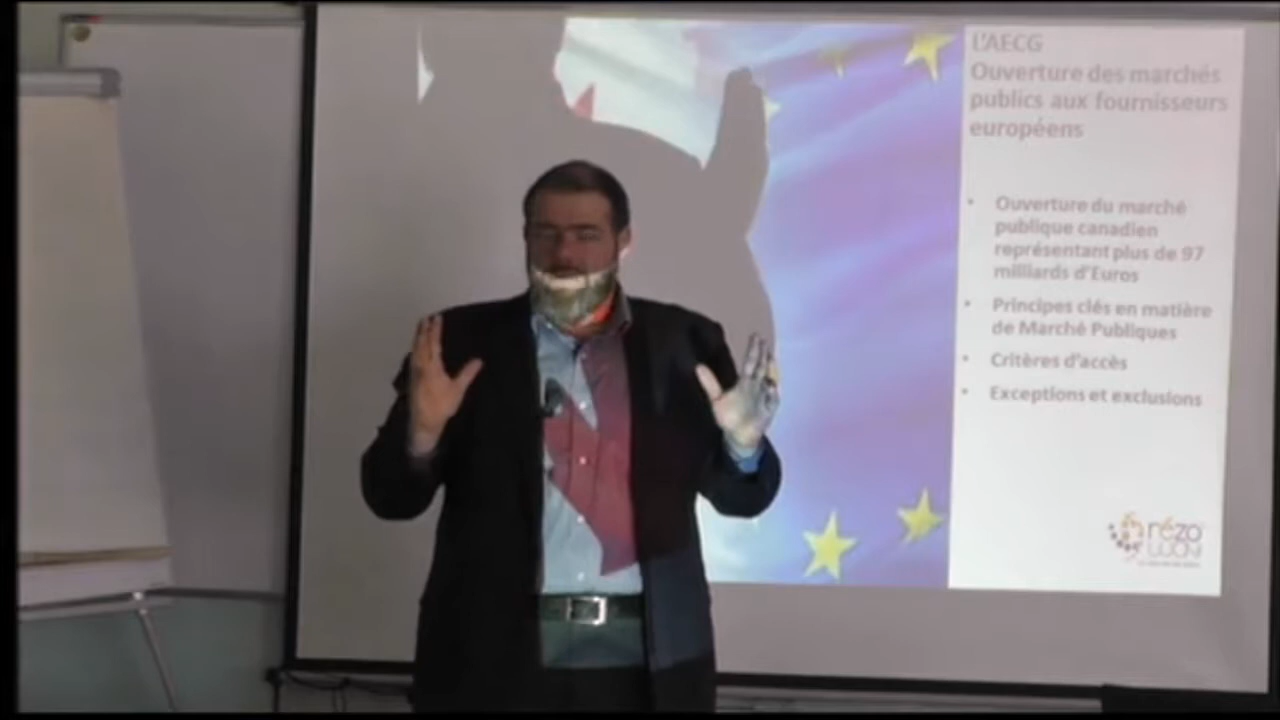 L'AECG
Ouverture des marchés
publics aux fournisseurs
européens
• Ouverture du marché
publique canadien
représentant plus de 97
milliards d'Euros
• Principes clés en matière
de Marché Publiques
• Critères d'accès
• Exceptions et exclusions
rézo